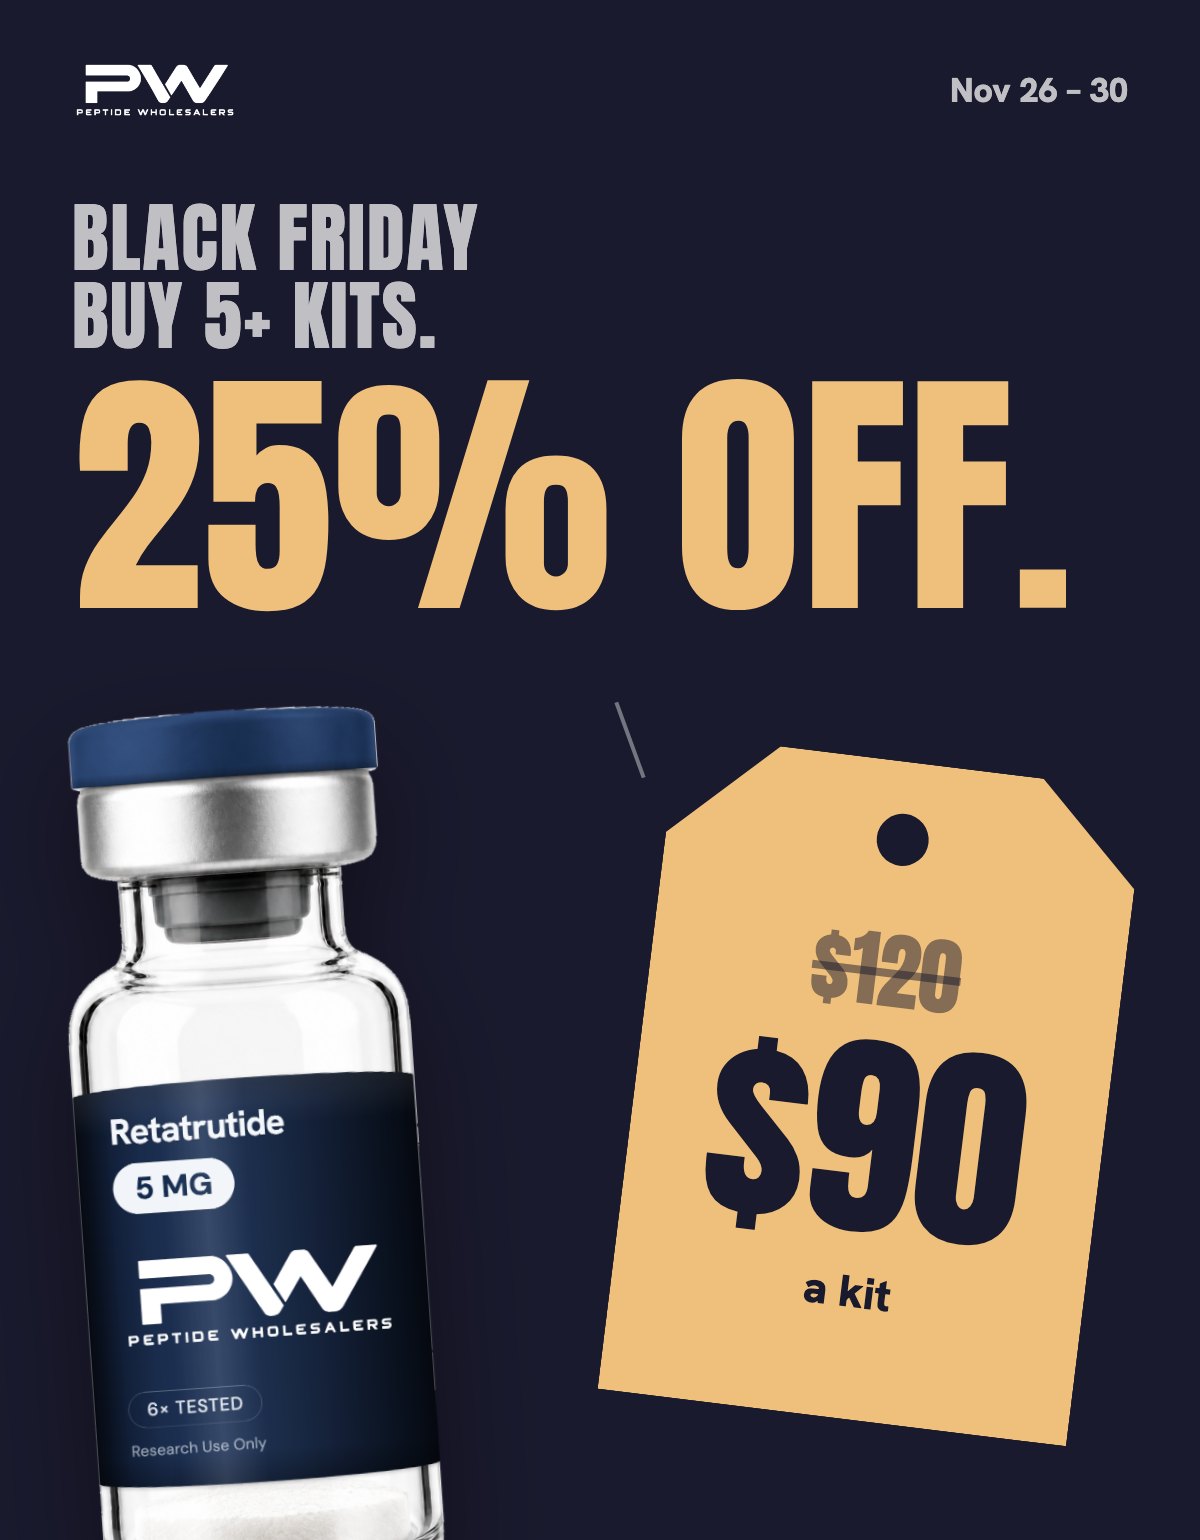 PW
PEPTIDE WHOLESALERS
Nov 26 – 30
BLACK FRIDAY
BUY 5+ KITS.
25% OFF.
$120
$90
a kit
Retatrutide
5 MG
PW
PEPTIDE WHOLESALERS
6× TESTED
Research Use Only